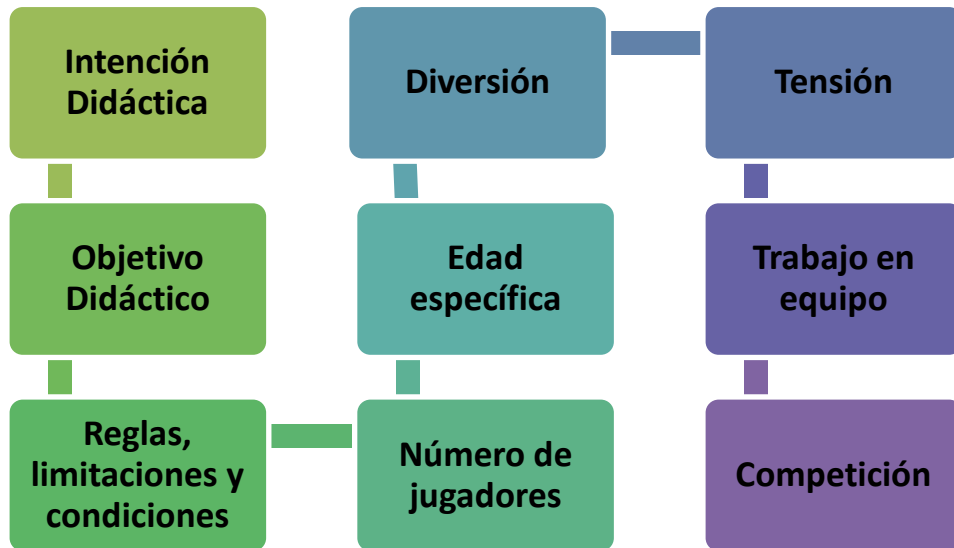 Intención
Didáctica
Objetivo
Didáctico
Reglas,
limitaciones y
condiciones
Número de
jugadores
Edad
específica
Diversión
Tensión
Trabajo en
equipo
Competición